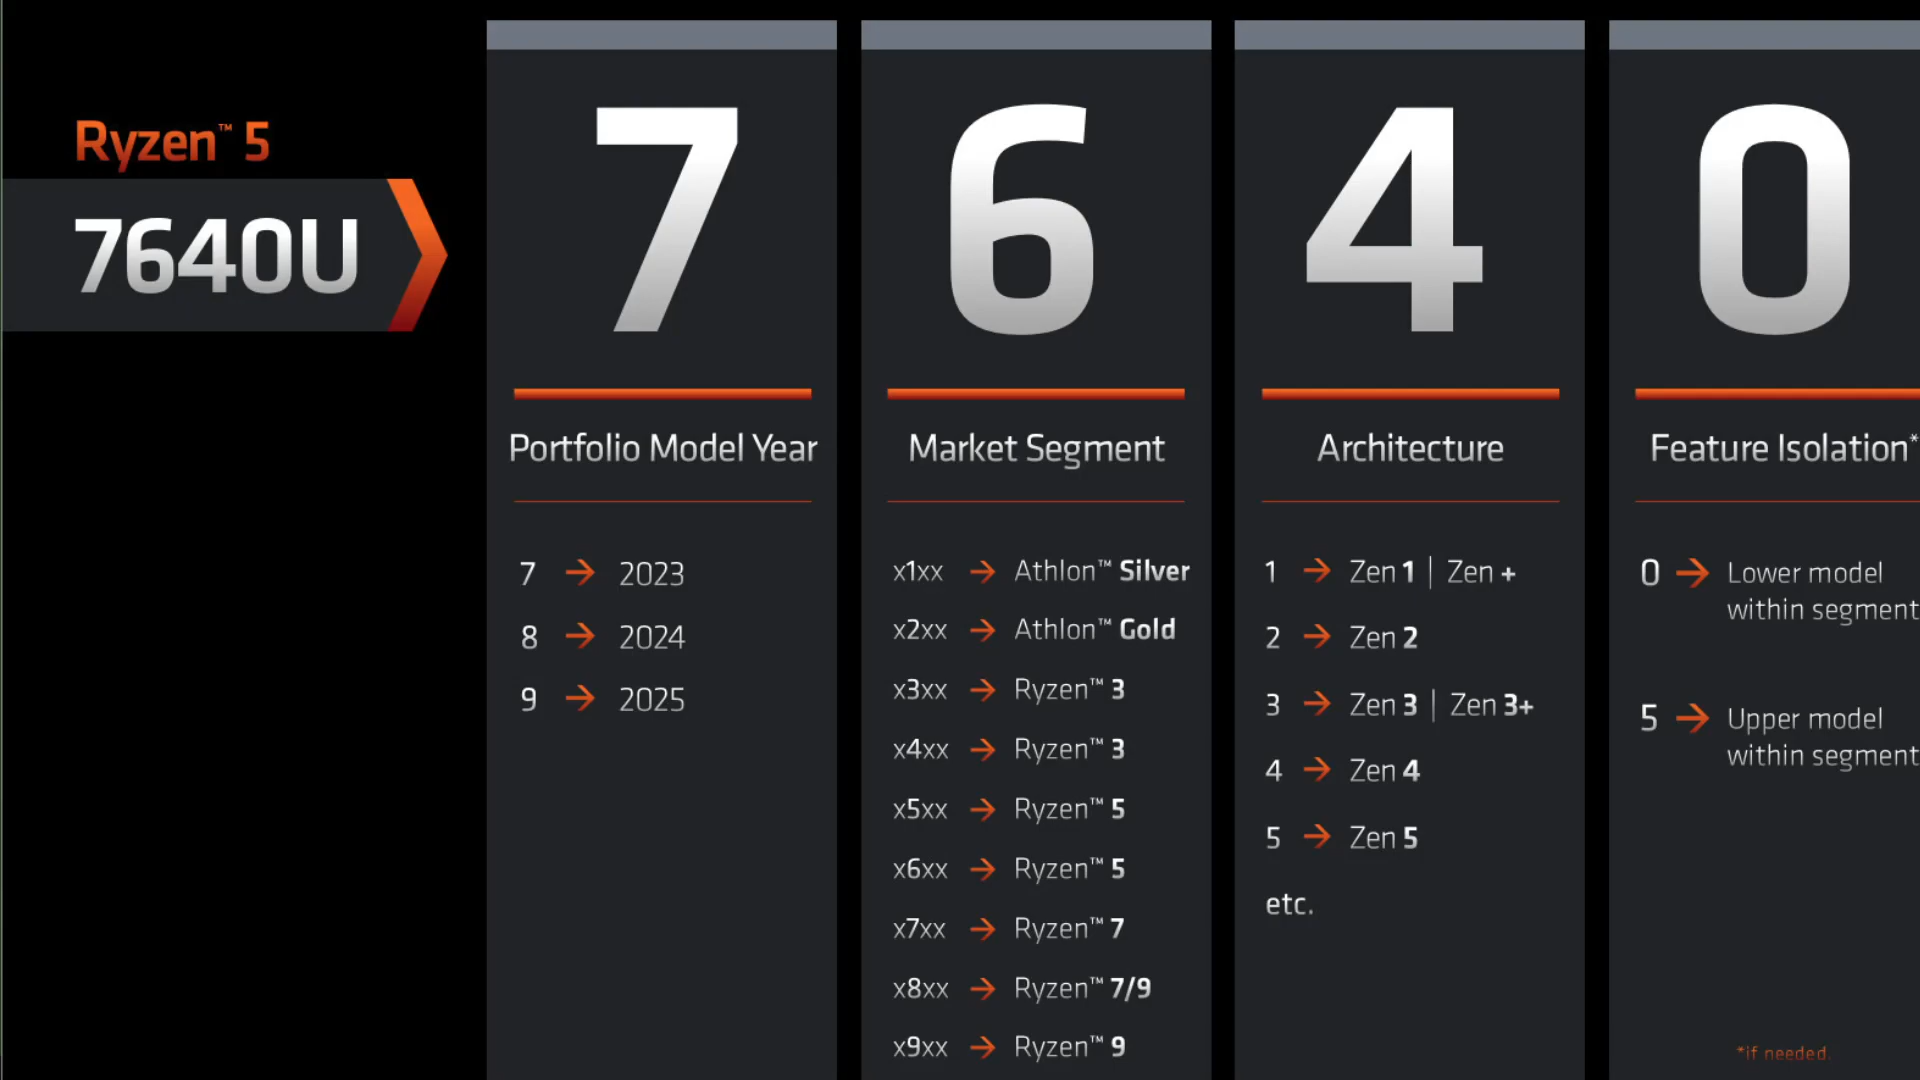 Ryzen™ 5
7640U
7
Portfolio Model Year
7 → 2023
8 → 2024
9 → 2025
6
Market Segment
x1xx → Athlon™ Silver
x2xx → Athlon™ Gold
x3xx → Ryzen™ 3
x4xx → Ryzen™ 3
x5xx → Ryzen™ 5
x6xx → Ryzen™ 5
x7xx → Ryzen™ 7
x8xx → Ryzen™ 7/9
x9xx → Ryzen™ 9
4
Architecture
1 → Zen 1 | Zen +
2 → Zen 2
3 → Zen 3 | Zen 3+
4 → Zen 4
5 → Zen 5
etc.
0
Feature Isolation*
0 → Lower model
within segment
5 → Upper model
within segment
*if needed.